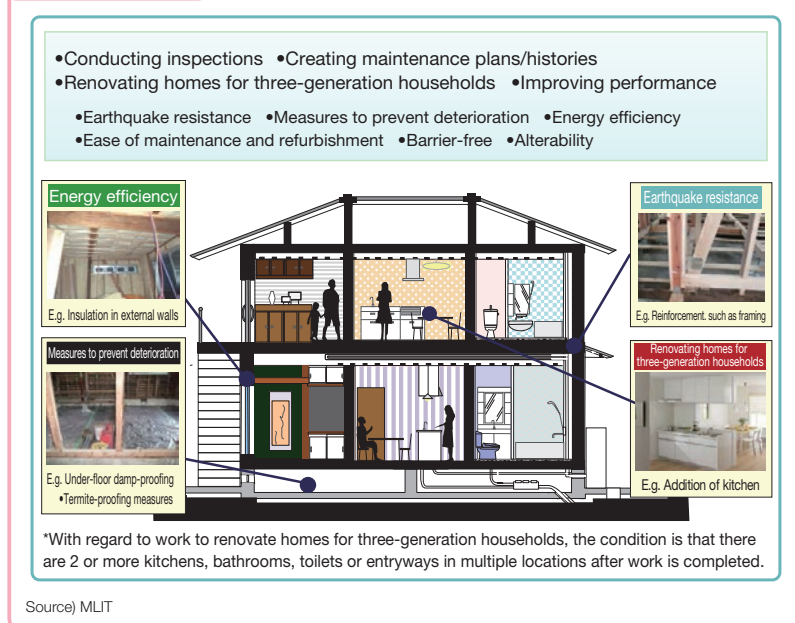 •Conducting inspections •Creating maintenance plans/histories
•Renovating homes for three-generation households •Improving performance
•Earthquake resistance •Measures to prevent deterioration •Energy efficiency
•Ease of maintenance and refurbishment •Barrier-free •Alterability
Energy efficiency
E.g. Insulation in external walls
Measures to prevent deterioration
E.g. Under-floor damp-proofing
•Termite-proofing measures
Earthquake resistance
E.g. Reinforcement. such as framing
Renovating homes for
three-generation households
E.g. Addition of kitchen
*With regard to work to renovate homes for three-generation households, the condition is that there
are 2 or more kitchens, bathrooms, toilets or entryways in multiple locations after work is completed.
Source) MLIT